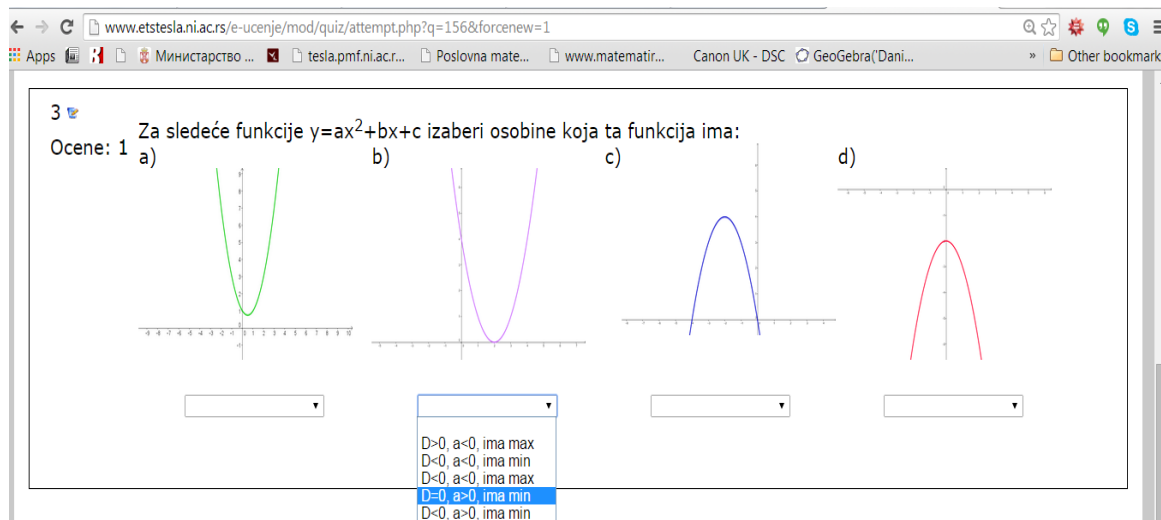 www.etstesla.ni.ac.rs/e-ucenje/mod/quiz/attempt.php?q=156&forcenew=1
Apps Министарство ... tesla.pmf.ni.ac.r... Poslovna mate... www.matematir... Canon UK - DSC GeoGebra('Dani... » Other bookmark
3
Ocene: 1
Za sledeće funkcije y=ax²+bx+c izaberi osobine koja ta funkcija ima:
a) b) c) d)
D>0, a<0, ima max
D<0, a<0, ima min
D<0, a<0, ima max
D=0, a>0, ima min
D<0, a>0, ima min